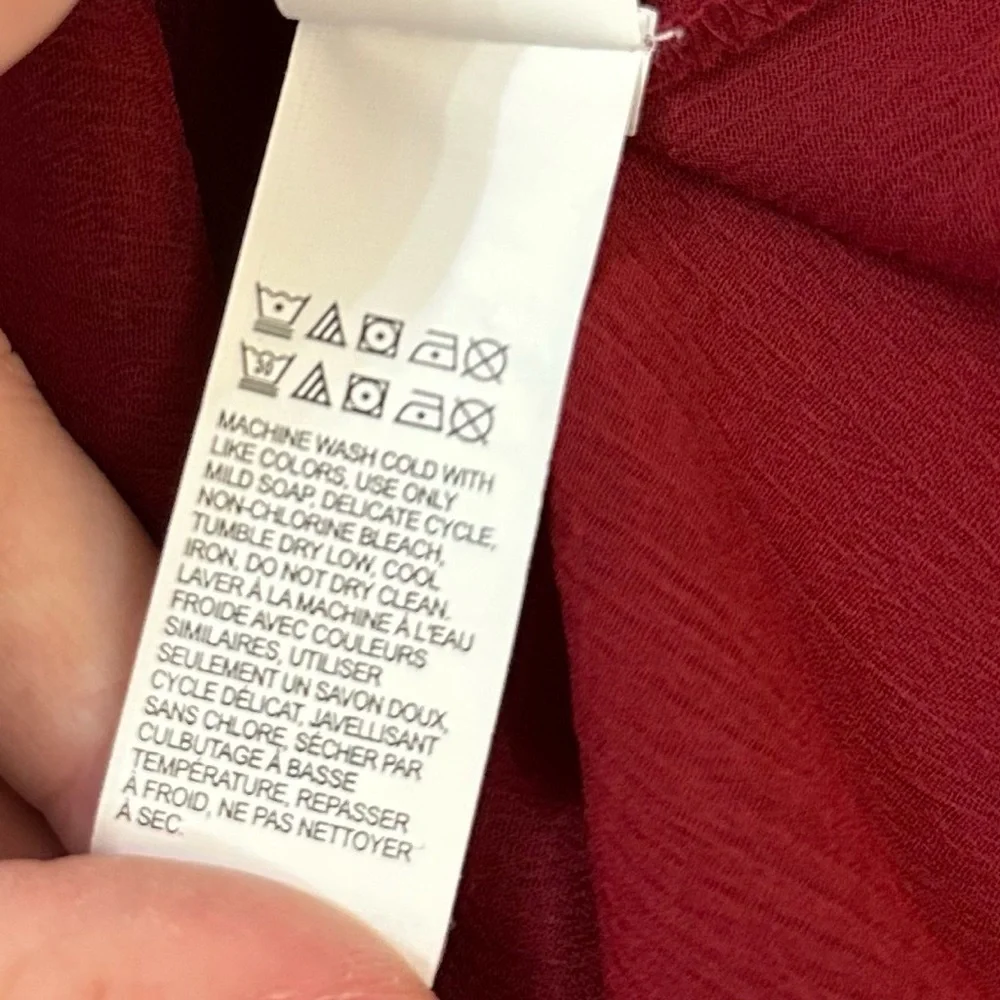 30
MACHINE WASH COLD WITH
LIKE COLORS, USE ONLY
MILD SOAP, DELICATE CYCLE,
NON-CHLORINE BLEACH,
TUMBLE DRY LOW, COOL
IRON, DO NOT DRY CLEAN.
LAVER À LA MACHINE À L'EAU
FROIDE AVEC COULEURS
SIMILAIRES, UTILISER
SEULEMENT UN SAVON DOUX,
CYCLE DÉLICAT, JAVELLISANT
SANS CHLORE, SÉCHER PAR
CULBUTAGE À BASSE
TEMPÉRATURE, REPASSER
À FROID, NE PAS NETTOYER
À SEC.